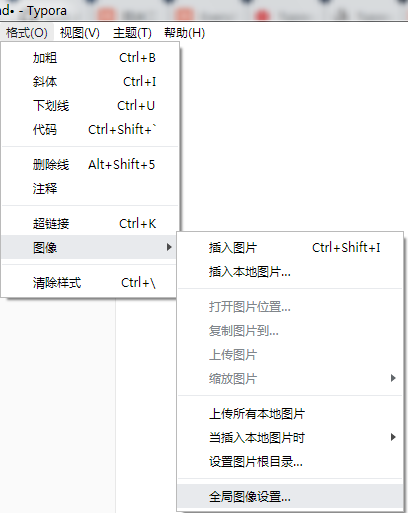 nd• - Typora
格式(O) 视图(V) 主题(T) 帮助(H)
加粗 Ctrl+B
斜体 Ctrl+I
下划线 Ctrl+U
代码 Ctrl+Shift+`
删除线 Alt+Shift+5
注释
超链接 Ctrl+K
图像
清除样式 Ctrl+\
插入图片 Ctrl+Shift+I
插入本地图片...
打开图片位置...
复制图片到...
上传图片
缩放图片
上传所有本地图片
当插入本地图片时
设置图片根目录...
全局图像设置...